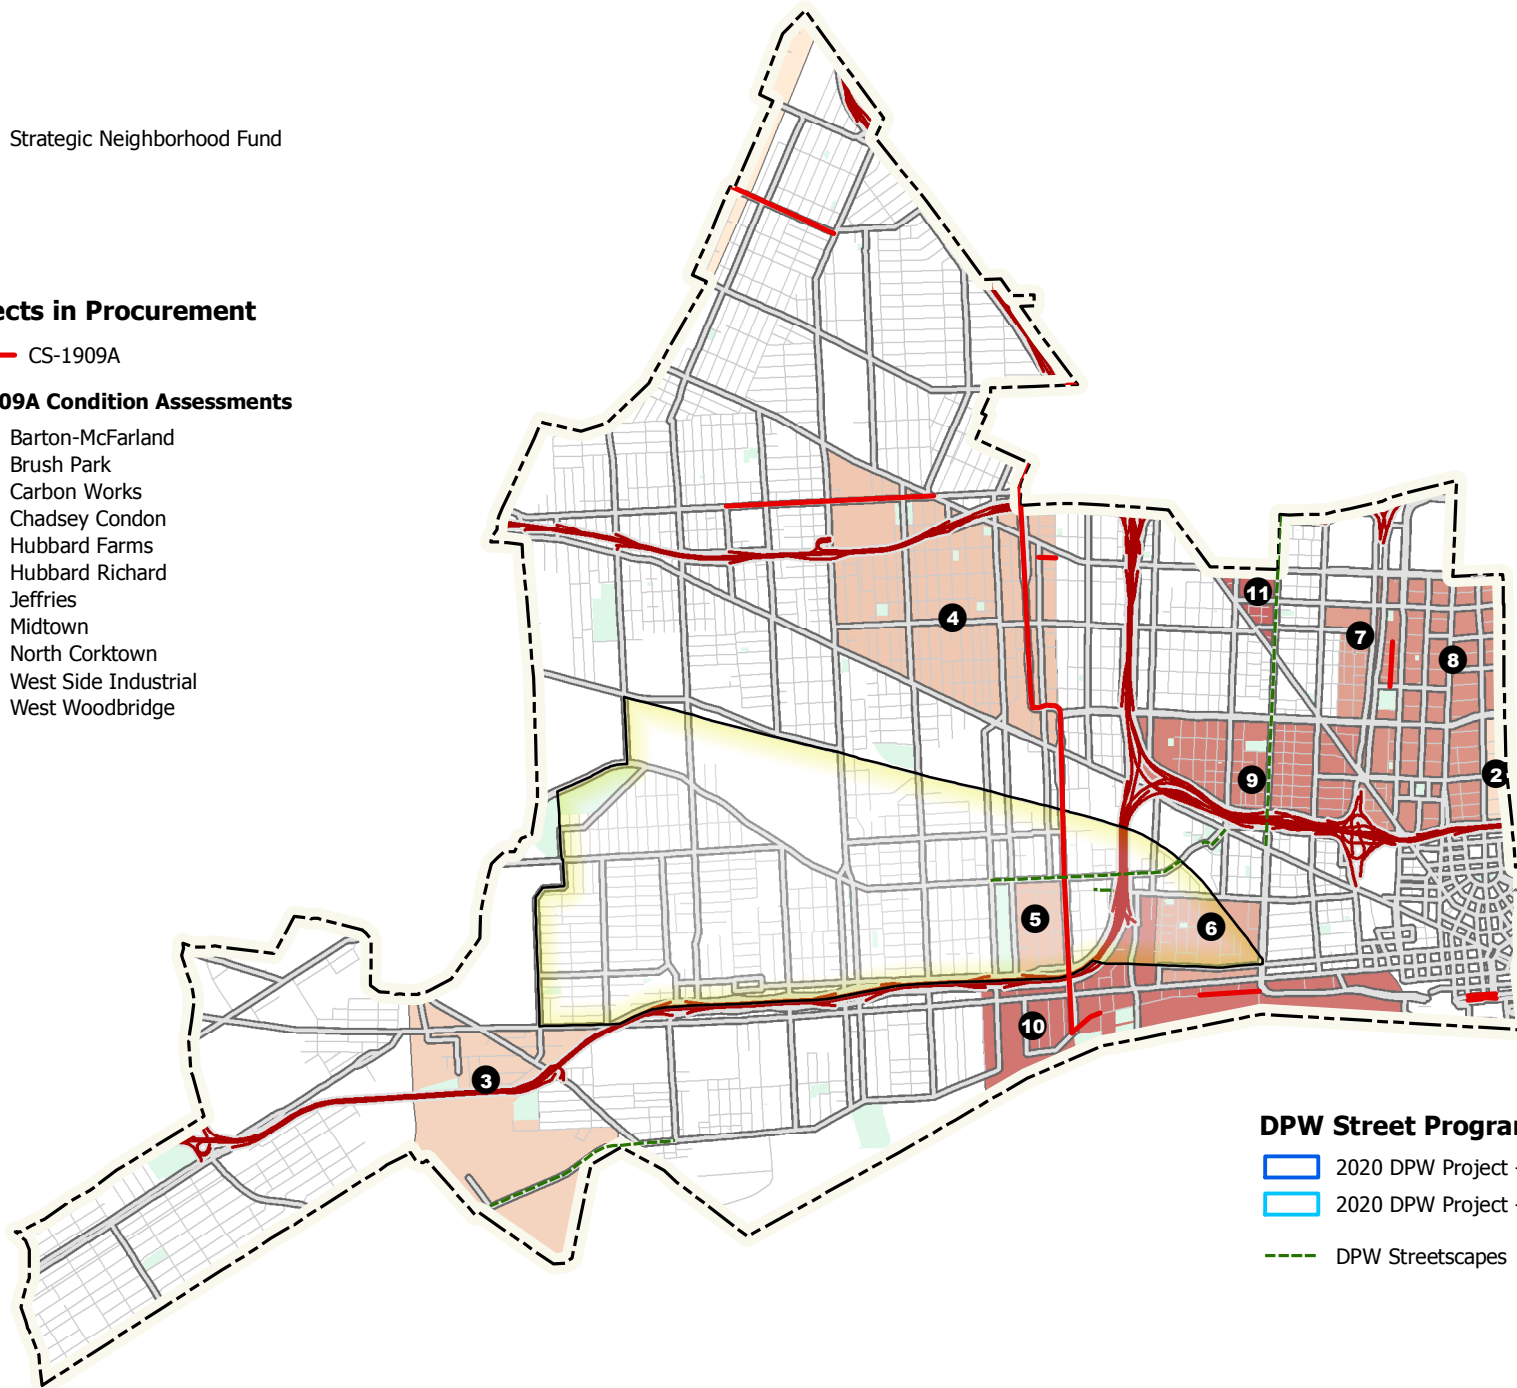 Strategic Neighborhood Fund
ects in Procurement
CS-1909A
09A Condition Assessments
Barton-McFarland
Brush Park
Carbon Works
Chadsey Condon
Hubbard Farms
Hubbard Richard
Jeffries
Midtown
North Corktown
West Side Industrial
West Woodbridge
11
4
7
8
2
9
5
6
10
3
DPW Street Progra
2020 DPW Project
2020 DPW Project
DPW Streetscapes